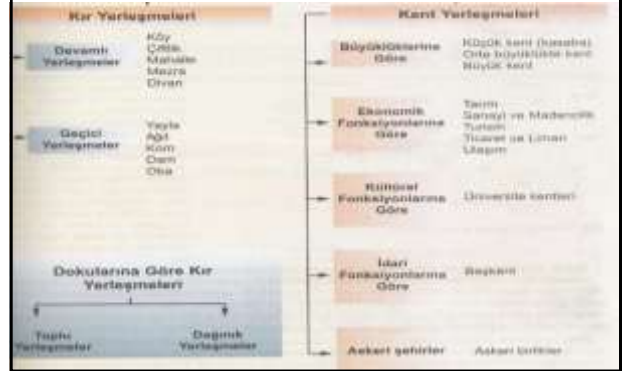 Kır Yerleşmeleri
Devamlı
Yerleşmeler
Köy
Çiftlik
Mahalle
Mezra
Divan
Geçici
Yerleşmeler
Yayla
Ağıl
Kom
Dam
Oba
Dokularına Göre Kır
Yerleşmeleri
Toplu
Yerleşmeler
Dağınık
Yerleşmeler
Kent Yerleşmeleri
Büyüklüklerine
Göre
Küçük kent (kasaba)
Orta büyüklükte kent
Büyük kent
Ekonomik
Fonksiyonlarına
Göre
Tarım
Sanayi ve Madencilik
Turizm
Ticaret ve Liman
Ulaşım
Kültürel
Fonksiyonlarına
Göre
Üniversite kentleri
İdari
Fonksiyonlarına
Göre
Başkent
Askeri şehirler
Askeri birlikler